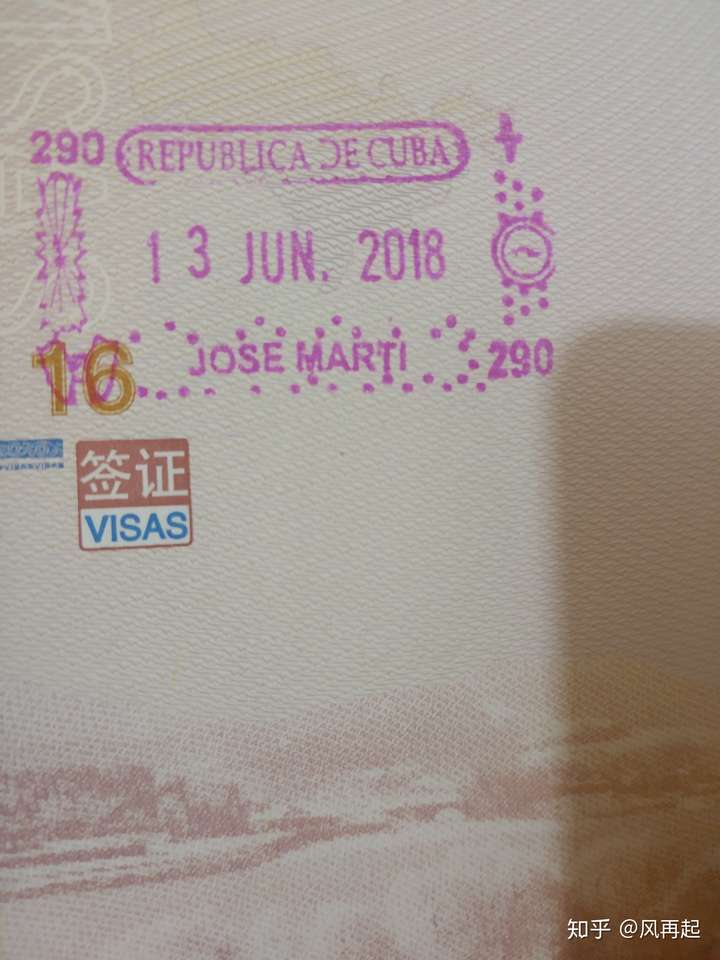 290 REPUBLICA DE CUBA
13 JUN. 2018
JOSE MARTI 290
16
签证
VISAS
知乎 @风再起